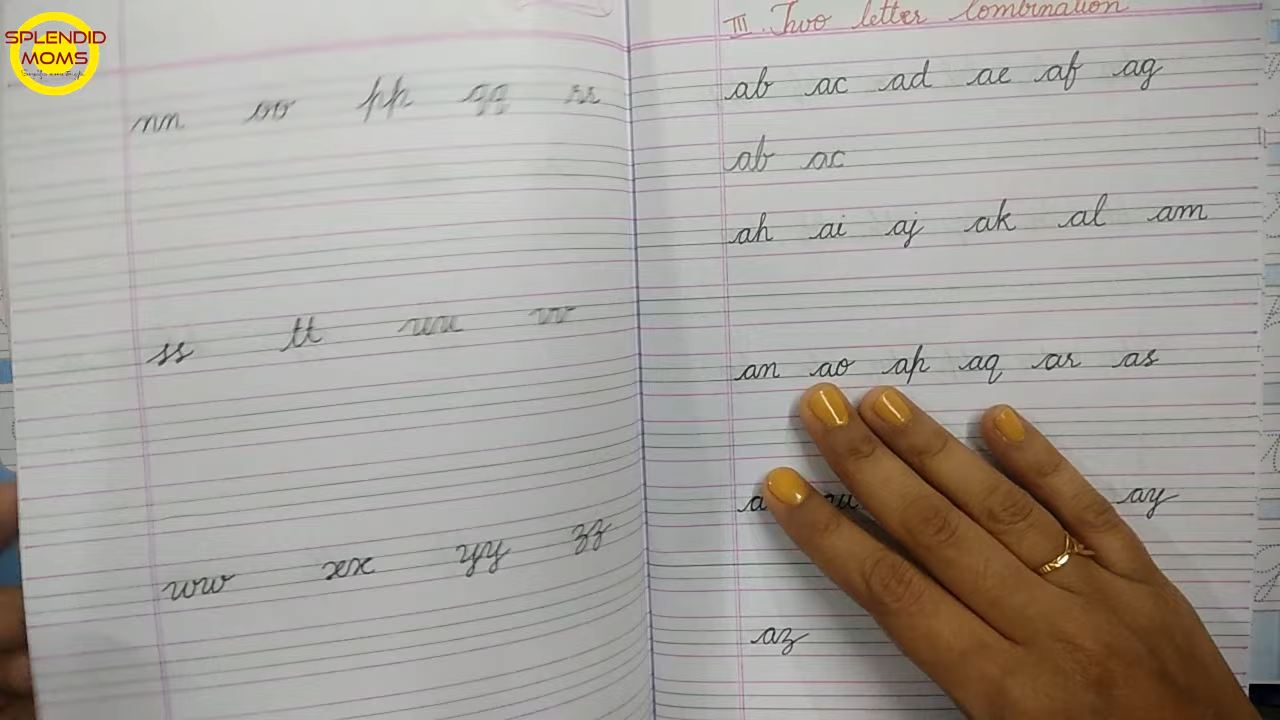 SPLENDID
MOMS
nn oo pp qq rr
ss tt uu vv
ww xx yy zz
III. Two letter combination
ab ac ad ae af ag
ab ac
ah ai aj ak al am
an ao ap aq ar as
ay
az